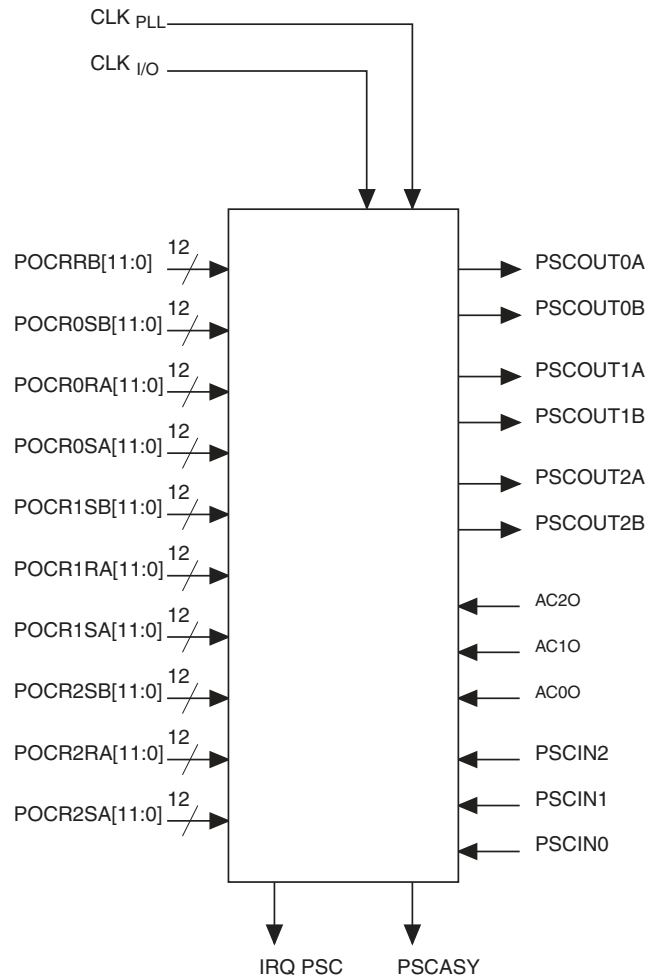 CLK PLL
CLK I/O
12
POCRRB[11:0]
12
POCR0SB[11:0]
12
POCR0RA[11:0]
12
POCR0SA[11:0]
12
POCR1SB[11:0]
12
POCR1RA[11:0]
12
POCR1SA[11:0]
12
POCR2SB[11:0]
12
POCR2RA[11:0]
12
POCR2SA[11:0]
PSCOUT0A
PSCOUT0B
PSCOUT1A
PSCOUT1B
PSCOUT2A
PSCOUT2B
AC2O
AC1O
AC0O
PSCIN2
PSCIN1
PSCIN0
IRQ PSC
PSCASY